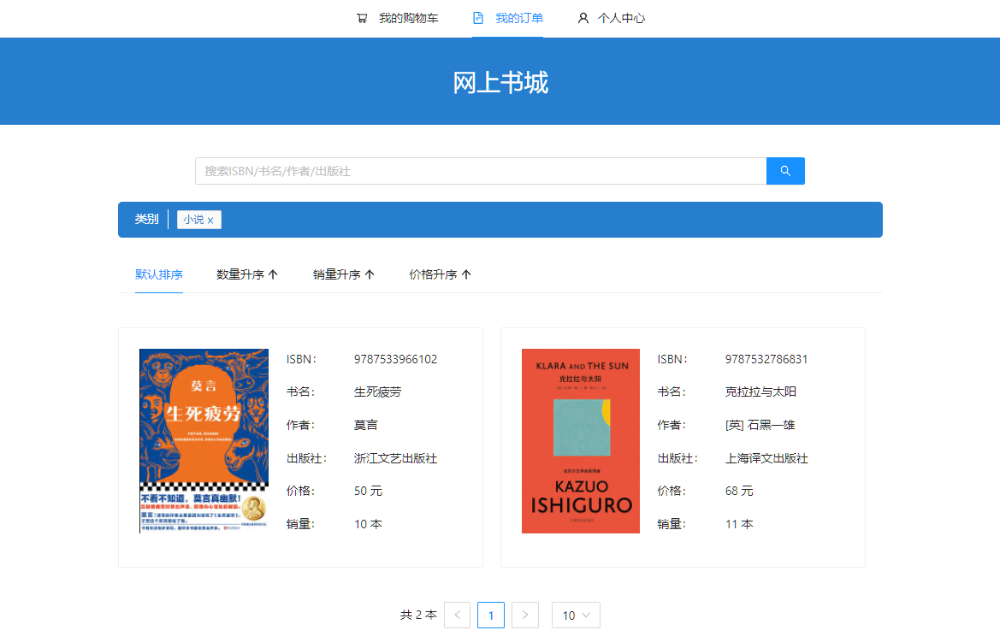 我的购物车 我的订单 个人中心
网上书城
搜索ISBN/书名/作者/出版社
类别 小说 x
默认排序 数量升序 销量升序 价格升序
莫言
生死疲劳
不看不知道，莫言真幽默！
ISBN： 9787533966102
书名： 生死疲劳
作者： 莫言
出版社： 浙江文艺出版社
价格： 50 元
销量： 10 本
KLARA AND THE SUN
克拉拉与太阳
KAZUO
ISHIGURO
ISBN： 9787532786831
书名： 克拉拉与太阳
作者： [英] 石黑一雄
出版社： 上海译文出版社
价格： 68 元
销量： 11 本
共 2 本 < 1 > 10